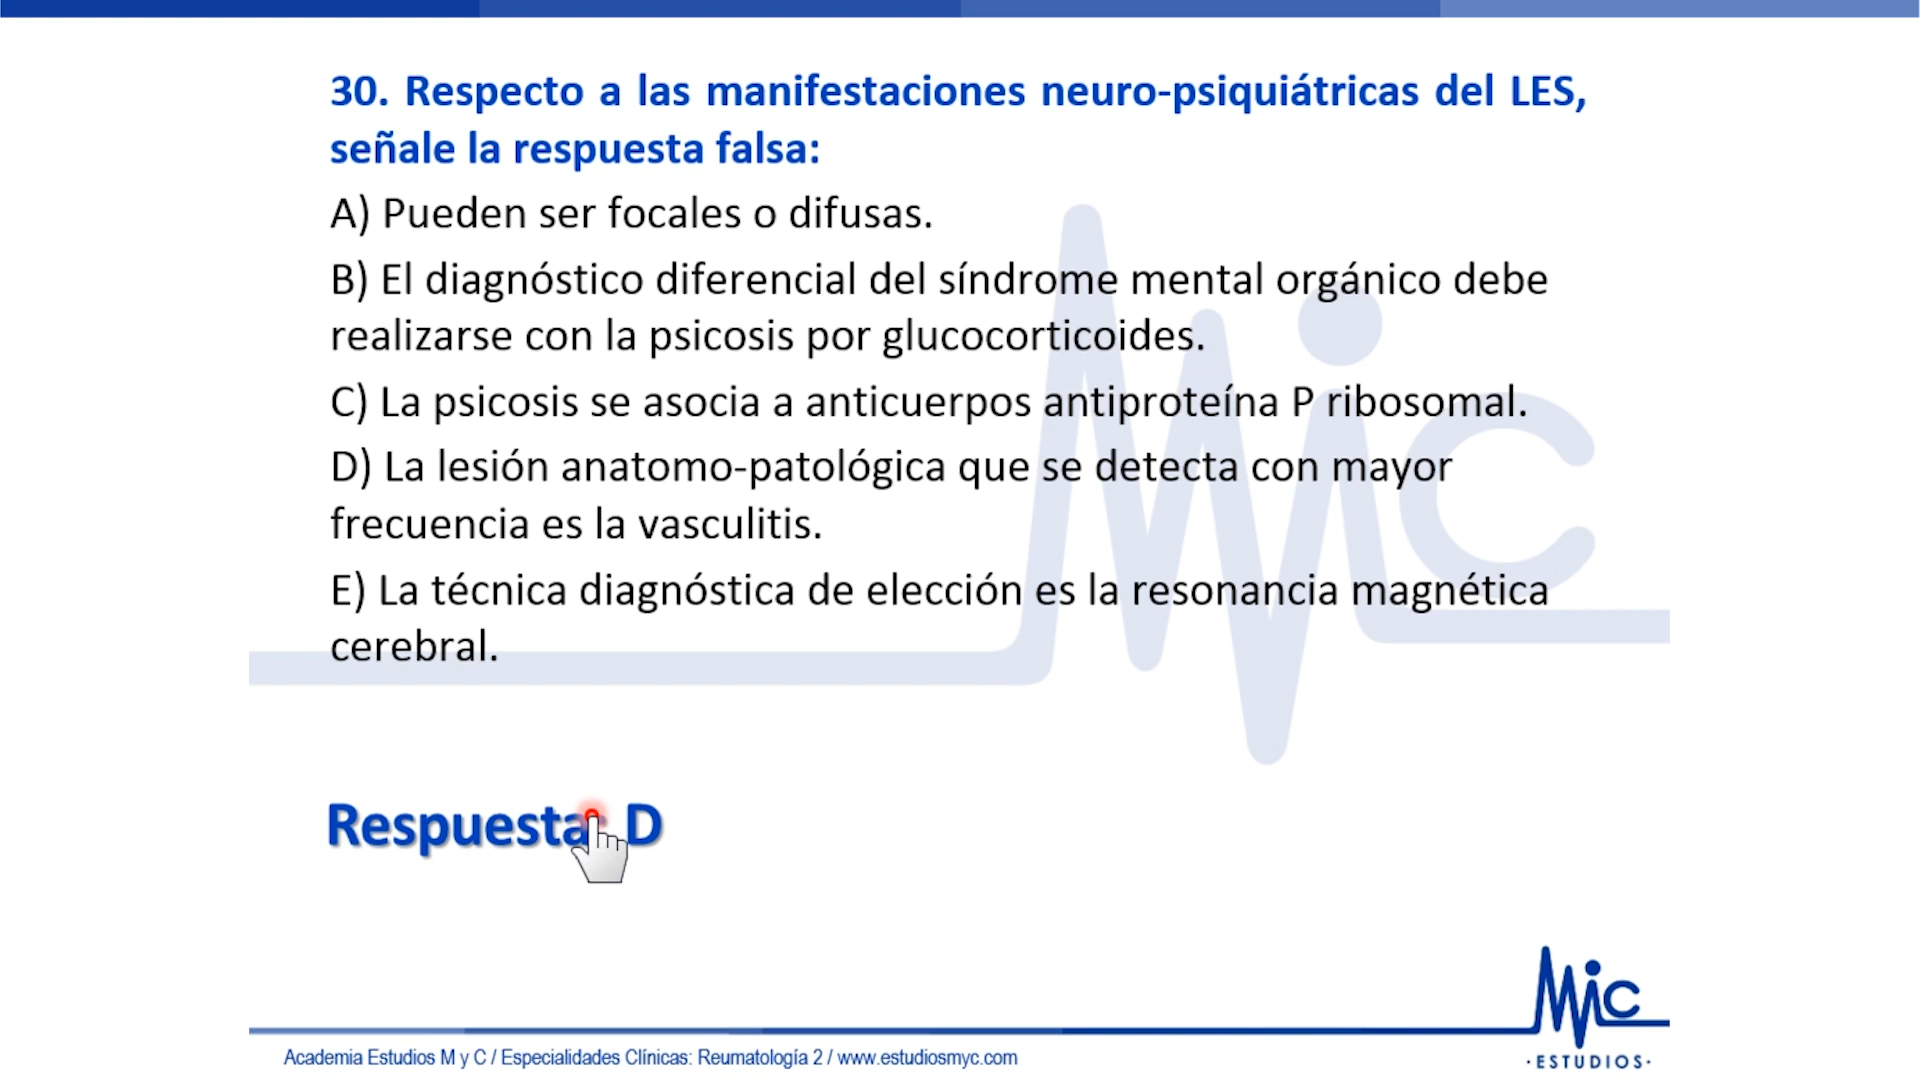 30. Respecto a las manifestaciones neuro-psiquiátricas del LES,
señale la respuesta falsa:
A) Pueden ser focales o difusas.
B) El diagnóstico diferencial del síndrome mental orgánico debe
realizarse con la psicosis por glucocorticoides.
C) La psicosis se asocia a anticuerpos antiproteína P ribosomal.
D) La lesión anatomo-patológica que se detecta con mayor
frecuencia es la vasculitis.
E) La técnica diagnóstica de elección es la resonancia magnética
cerebral.
Respuesta: D
Mic
·ESTUDIOS·
Academia Estudios M y C / Especialidades Clínicas: Reumatología 2 / www.estudiosmyc.com